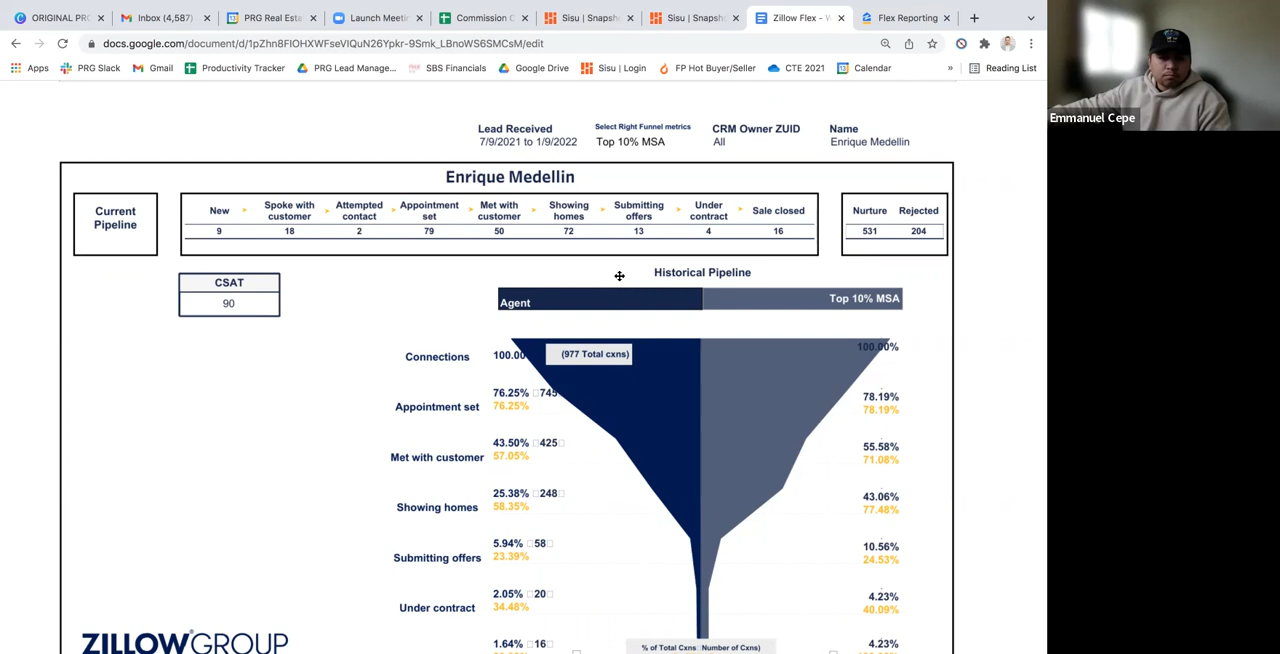 ORIGINAL PR
Inbox (4,587)
PRG Real Esta
Launch Meeti
Commission C
Sisu | Snapsh
Sisu | Snapsh
Zillow Flex - 
Flex Reporting
docs.google.com/document/d/1pZhn8FIOHXWFseVIQuN26Ypkr-9Smk_LBnoWS6SMCsM/edit
Apps
PRG Slack
Gmail
Productivity Tracker
PRG Lead Manage...
SBS Financials
Google Drive
Sisu | Login
FP Hot Buyer/Seller
CTE 2021
Calendar
»
Reading List
Emmanuel Cepe
Lead Received
7/9/2021 to 1/9/2022
Select Right Funnel metrics
Top 10% MSA
CRM Owner ZUID
All
Name
Enrique Medellin
Enrique Medellin
Current
Pipeline
New
Spoke with
customer
Attempted
contact
Appointment
set
Met with
customer
Showing
homes
Submitting
offers
Under
contract
Sale closed
9 18 2 79 50 72 13 4 16
Nurture Rejected
531 204
CSAT
90
Historical Pipeline
Agent
Top 10% MSA
Connections
100.00
(977 Total cxns)
100.00%
Appointment set
76.25% 745
76.25%
78.19%
78.19%
Met with customer
43.50% 425
57.05%
55.58%
71.08%
Showing homes
25.38% 248
58.35%
43.06%
77.48%
Submitting offers
5.94% 58
23.39%
10.56%
24.53%
Under contract
2.05% 20
34.48%
4.23%
40.09%
1.64% 16
% of Total Cxns
Number of Cxns)
4.23%
ZILLOW GROUP